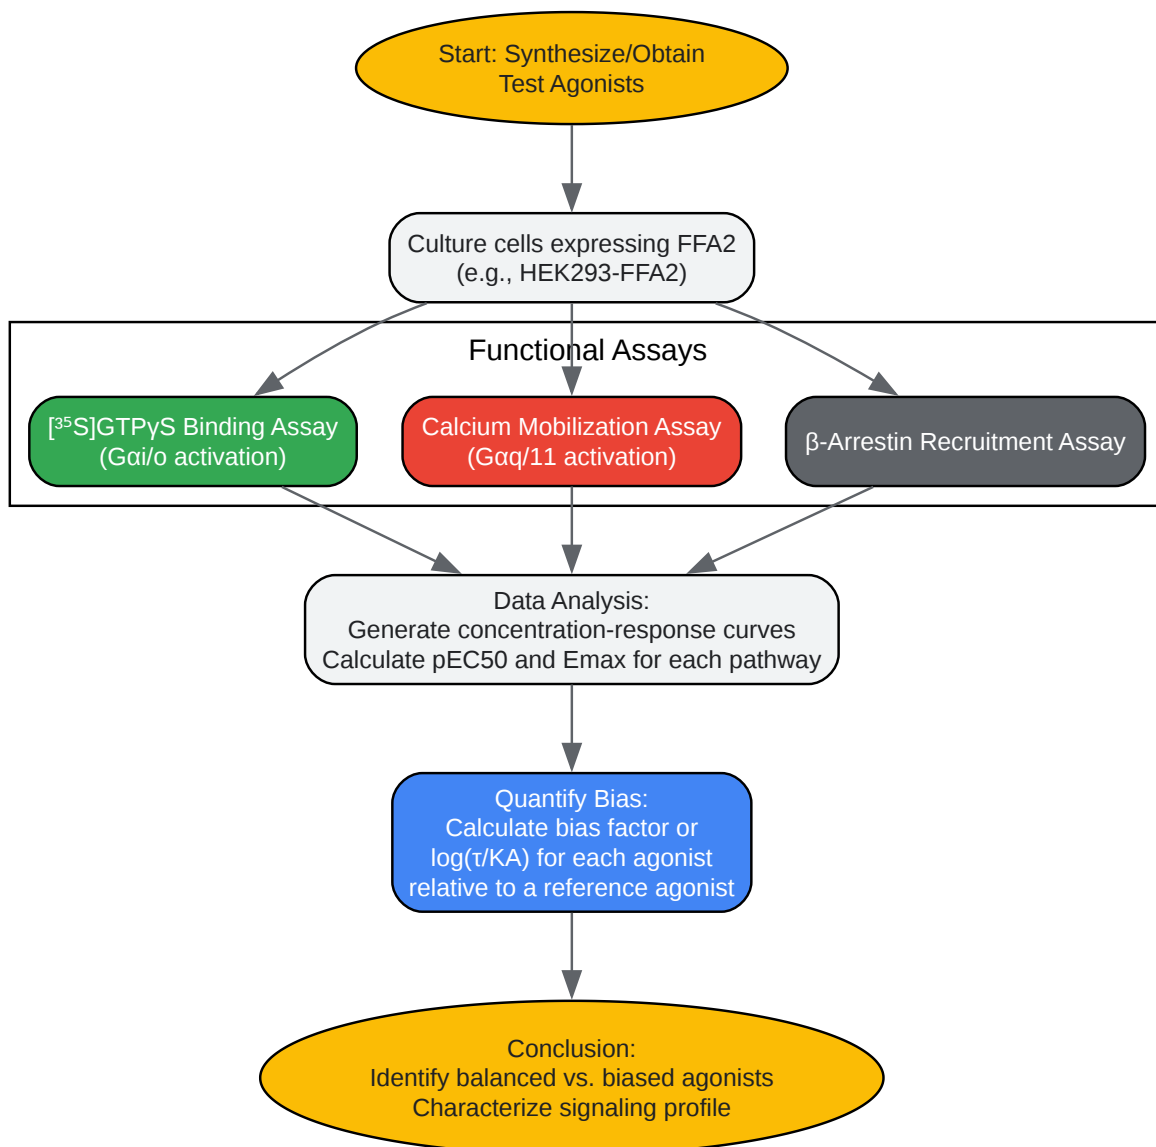 Start: Synthesize/Obtain
Test Agonists
Culture cells expressing FFA2
(e.g., HEK293-FFA2)
Functional Assays
[³⁵S]GTPγS Binding Assay
(Gαi/o activation)
Calcium Mobilization Assay
(Gαq/11 activation)
β-Arrestin Recruitment Assay
Data Analysis:
Generate concentration-response curves
Calculate pEC50 and Emax for each pathway
Quantify Bias:
Calculate bias factor or
log(τ/KA) for each agonist
relative to a reference agonist
Conclusion:
Identify balanced vs. biased agonists
Characterize signaling profile